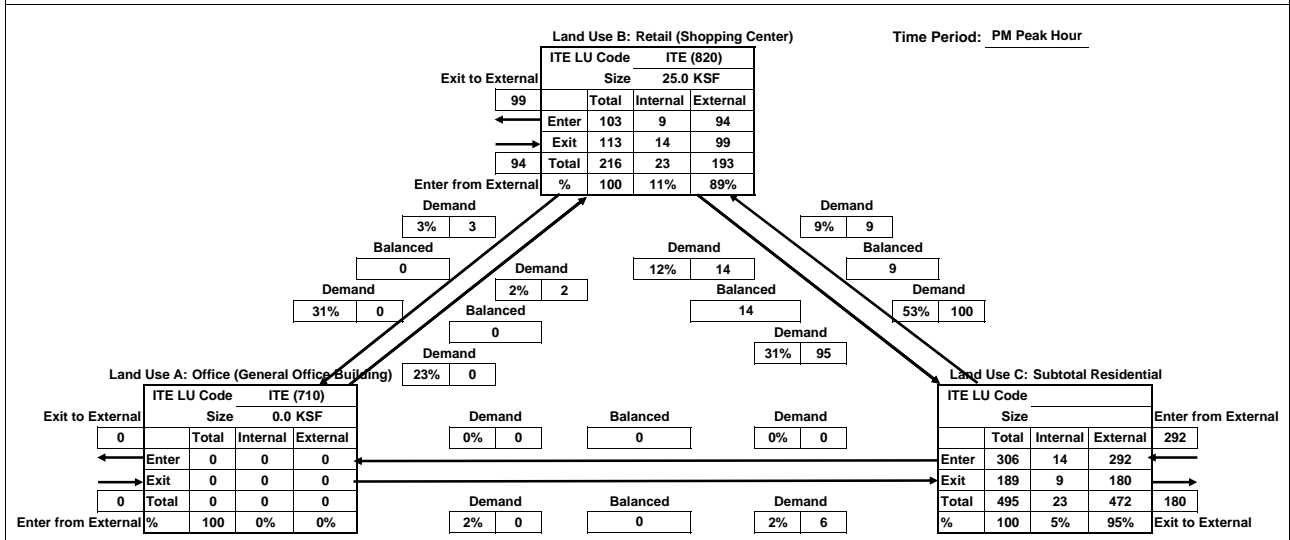 Land Use B: Retail (Shopping Center)
Time Period: PM Peak Hour
ITE LU Code ITE (820)
Exit to External Size 25.0 KSF
99 Total Internal External
Enter 103 9 94
Exit 113 14 99
94 Total 216 23 193
Enter from External % 100 11% 89%
Demand Demand
3% 3 9% 9
Balanced Demand Balanced
0 Demand 12% 14 9
Demand 2% 2 Balanced Demand
31% 0 Balanced 14 53% 100
0 Demand
Demand 31% 95
Land Use A: Office (General Office Building) 23% 0 Land Use C: Subtotal Residential
ITE LU Code ITE (710) ITE LU Code
Exit to External Size 0.0 KSF Demand Balanced Demand Size Enter from External
0 Total Internal External 0% 0 0 0% 0 Total Internal External 292
Enter 0 0 0 Enter 306 14 292
Exit 0 0 0 Exit 189 9 180
0 Total 0 0 0 Demand Balanced Demand Total 495 23 472 180
Enter from External % 100 0% 0% 2% 0 0 2% 6 % 100 5% 95% Exit to External